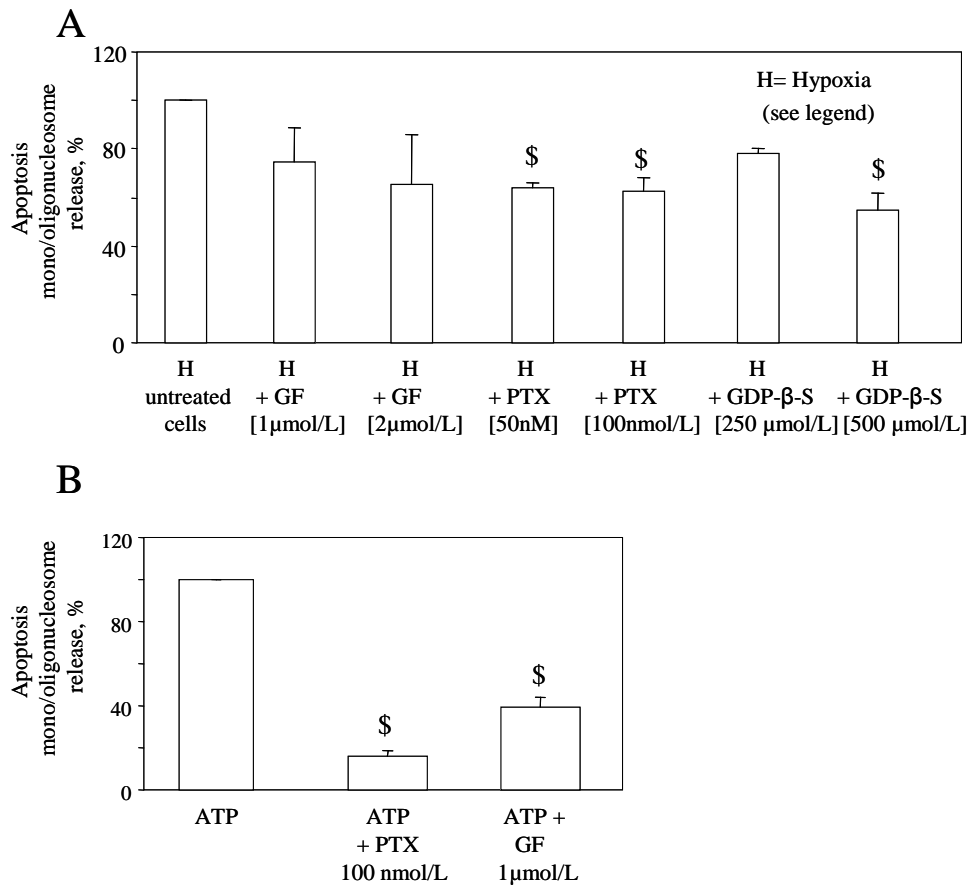 A
120
80
40
0
Apoptosis
mono/oligonucleosome
release, %
H= Hypoxia
(see legend)
$ $ $
H H H H H H H
untreated + GF + GF + PTX + PTX + GDP-β-S + GDP-β-S
cells [1μmol/L] [2μmol/L] [50nM] [100nmol/L] [250 μmol/L] [500 μmol/L]
B
120
80
40
0
Apoptosis
mono/oligonucleosome
release, %
$ $
ATP ATP ATP +
+ PTX GF
100 nmol/L 1μmol/L